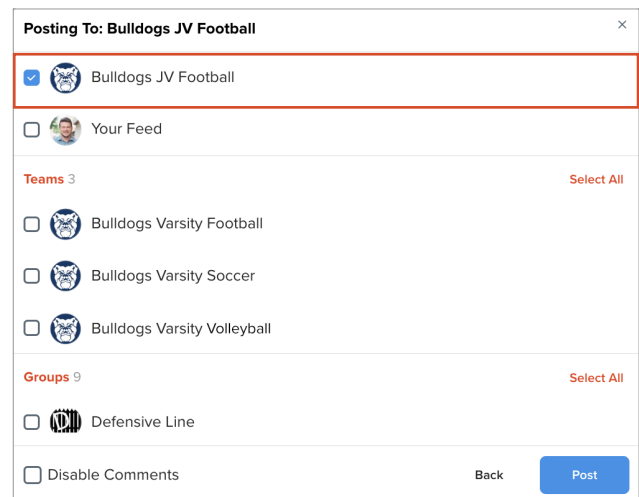 Posting To: Bulldogs JV Football
Bulldogs JV Football
Your Feed
Teams 3 Select All
Bulldogs Varsity Football
Bulldogs Varsity Soccer
Bulldogs Varsity Volleyball
Groups 9 Select All
Defensive Line
Disable Comments Back Post